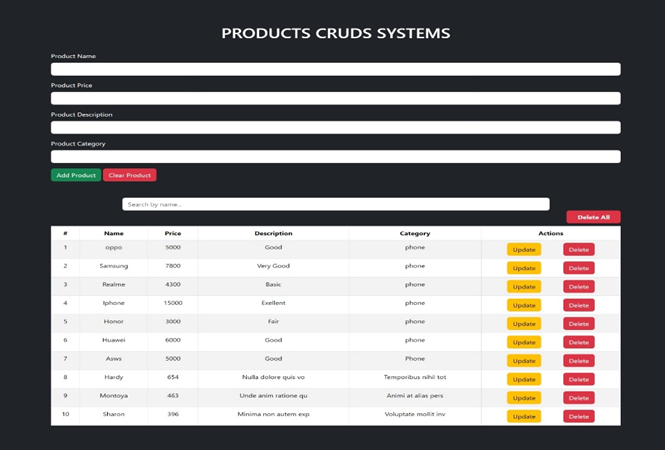 PRODUCTS CRUDS SYSTEMS
Product Name
Product Price
Product Description
Product Category
Add Product Clear Product
Search by name...
Delete All
# Name Price Description Category Actions
1 oppo 5000 Good phone Update Delete
2 Samsung 7800 Very Good phone Update Delete
3 Realme 4300 Basic phone Update Delete
4 Iphone 15000 Exellent phone Update Delete
5 Honor 3000 Fair phone Update Delete
6 Huawei 6000 Good phone Update Delete
7 Asws 5000 Good Phone Update Delete
8 Hardy 654 Nulla dolore quis vo Temporibus nihil tot Update Delete
9 Montoya 463 Unde anim ratione qu Animi at alias pers Update Delete
10 Sharon 396 Minima non autem exp Voluptate mollit inv Update Delete